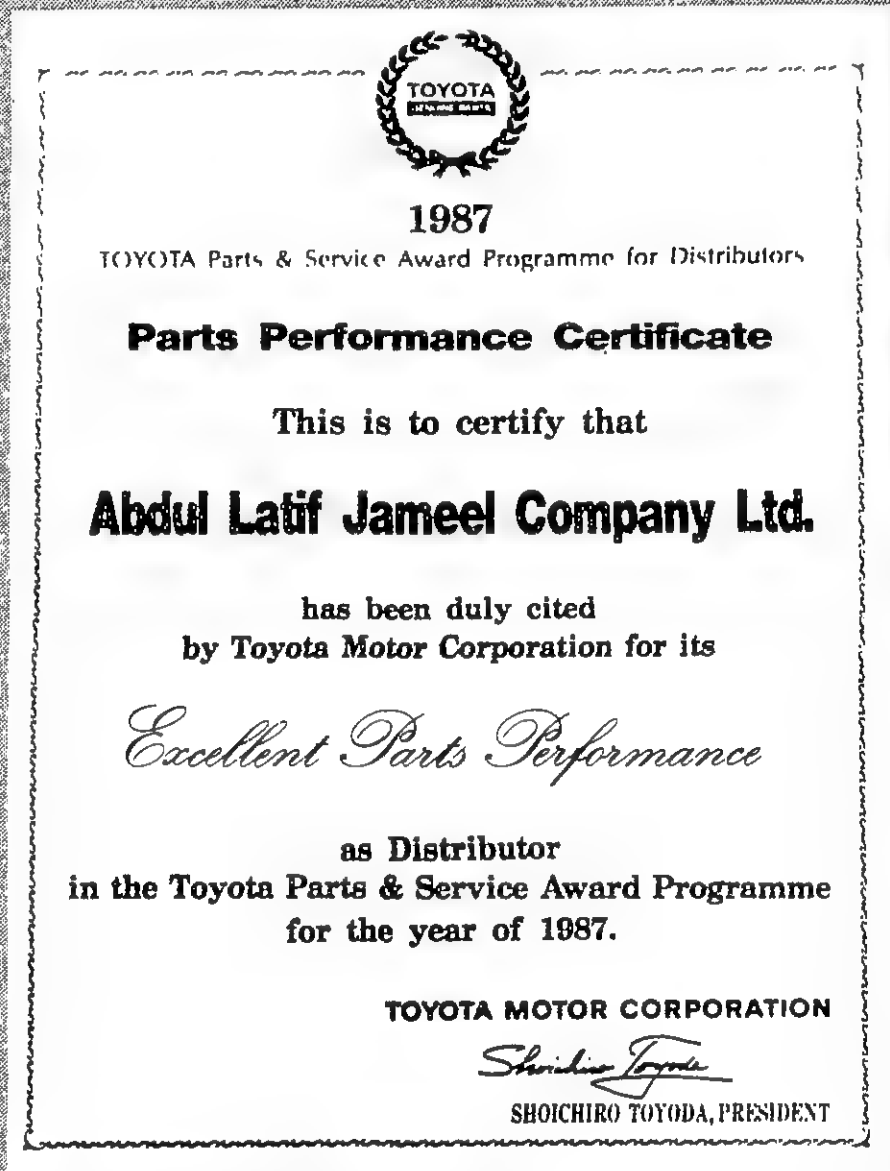 TOYOTA
GENUINE PARTS
1987
TOYOTA Parts & Service Award Programme for Distributors
Parts Performance Certificate
This is to certify that
Abdul Latif Jameel Company Ltd.
has been duly cited
by Toyota Motor Corporation for its
Excellent Parts Performance
as Distributor
in the Toyota Parts & Service Award Programme
for the year of 1987.
TOYOTA MOTOR CORPORATION
Shoichiro Toyoda
SHOICHIRO TOYODA, PRESIDENT